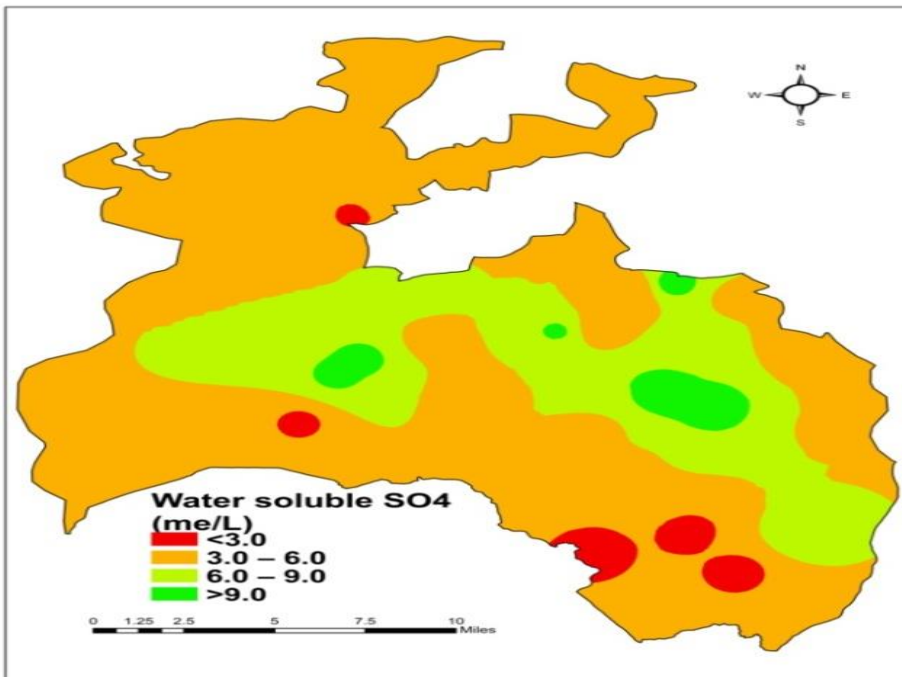 N
W E
S
Water soluble SO4
(me/L)
<3.0
3.0 – 6.0
6.0 – 9.0
>9.0
0 1.25 2.5 5 7.5 10
Miles